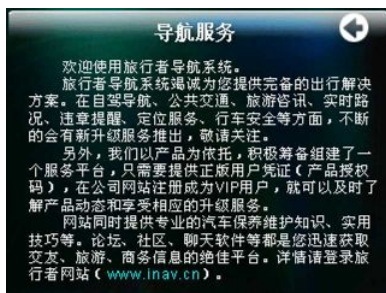 导航服务
欢迎使用旅行者导航系统。
旅行者导航系统竭诚为您提供完备的出行解决
方案。在自驾导航、公共交通、旅游咨讯、实时路
况、违章提醒、定位服务、行车安全等方面，不断
的会有新升级服务推出，敬请关注。
另外，我们以产品为依托，积极筹备组建了一
个服务平台，只需要提供正版用户凭证（产品授权
码），在公司网站注册成为VIP用户，就可以及时了
解产品动态和享受相应的升级服务。
网站同时提供专业的汽车保养维护知识、实用
技巧等。论坛、社区、聊天软件等都是您迅速获取
交友、旅游、商务信息的绝佳平台。详情请登录旅
行者网站（www.inav.cn）。